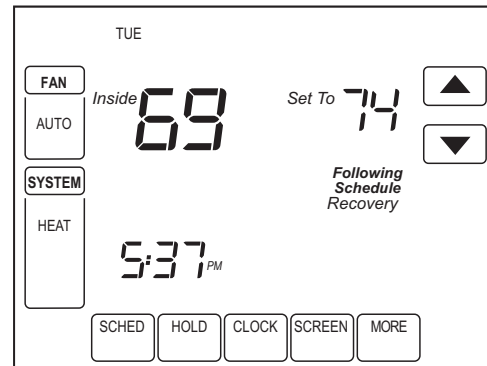 TUE
FAN
AUTO
Inside 69
Set To 74
Following
Schedule
Recovery
SYSTEM
HEAT
5:37 PM
SCHED HOLD CLOCK SCREEN MORE